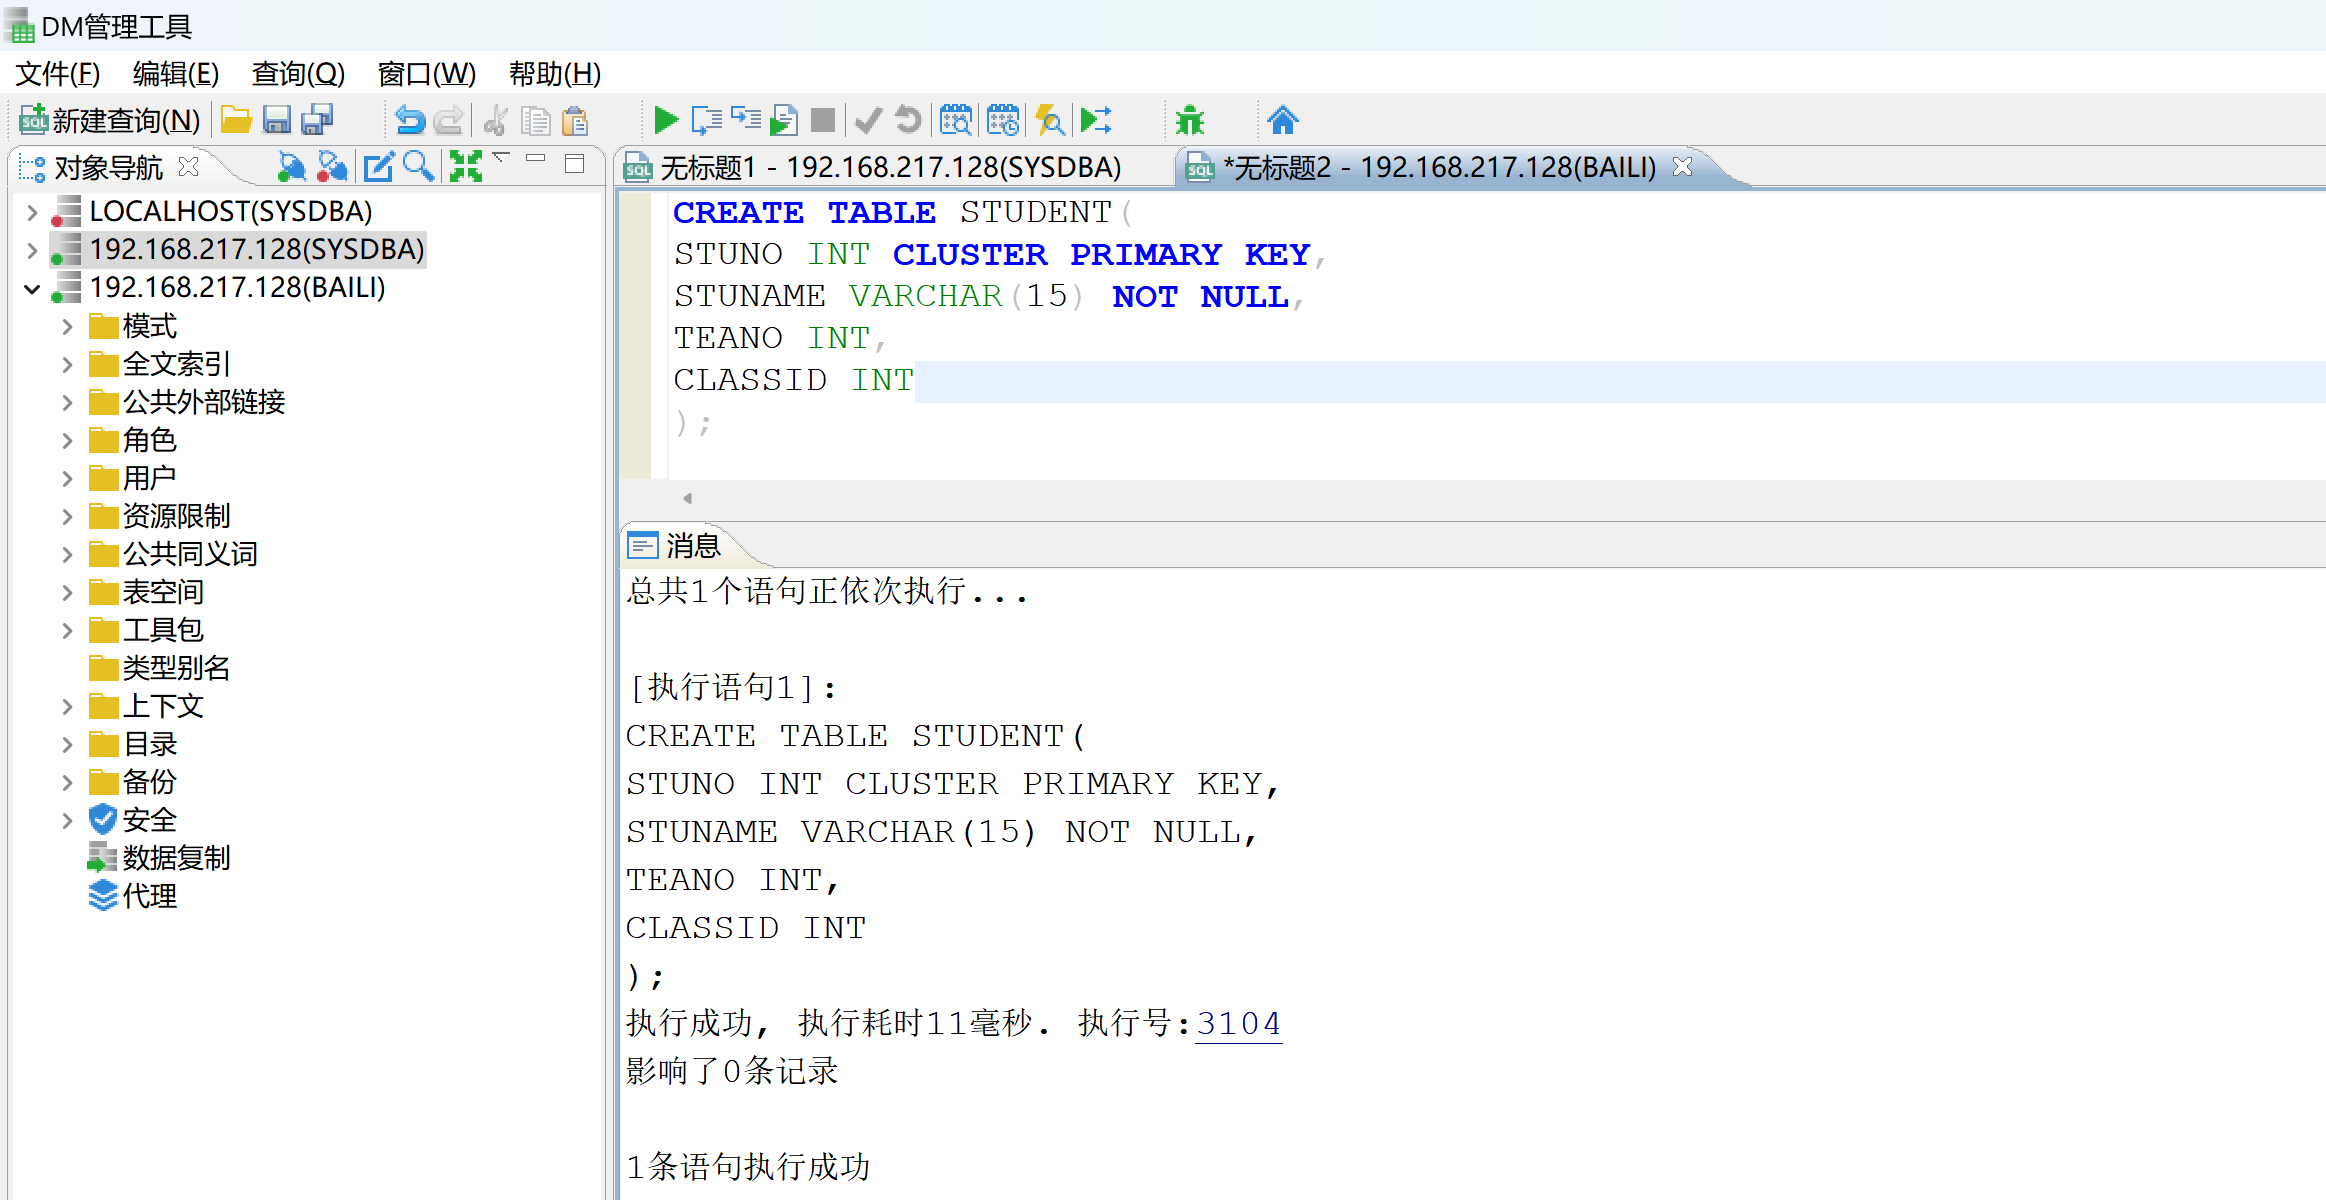 DM管理工具
文件(F) 编辑(E) 查询(Q) 窗口(W) 帮助(H)
新建查询(N)
对象导航
LOCALHOST(SYSDBA)
192.168.217.128(SYSDBA)
192.168.217.128(BAILI)
模式
全文索引
公共外部链接
角色
用户
资源限制
公共同义词
表空间
工具包
类型别名
上下文
目录
备份
安全
数据复制
代理
无标题1 - 192.168.217.128(SYSDBA)
*无标题2 - 192.168.217.128(BAILI)
CREATE TABLE STUDENT(
STUNO INT CLUSTER PRIMARY KEY,
STUNAME VARCHAR(15) NOT NULL,
TEANO INT,
CLASSID INT
);
消息
总共1个语句正依次执行...
[执行语句1]:
CREATE TABLE STUDENT(
STUNO INT CLUSTER PRIMARY KEY,
STUNAME VARCHAR(15) NOT NULL,
TEANO INT,
CLASSID INT
);
执行成功, 执行耗时11毫秒. 执行号:3104
影响了0条记录
1条语句执行成功